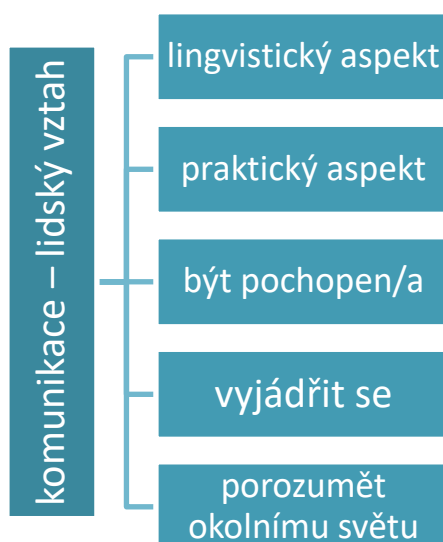 komunikace – lidský vztah
lingvistický aspekt
praktický aspekt
být pochopen/a
vyjádřit se
porozumět
okolnímu světu